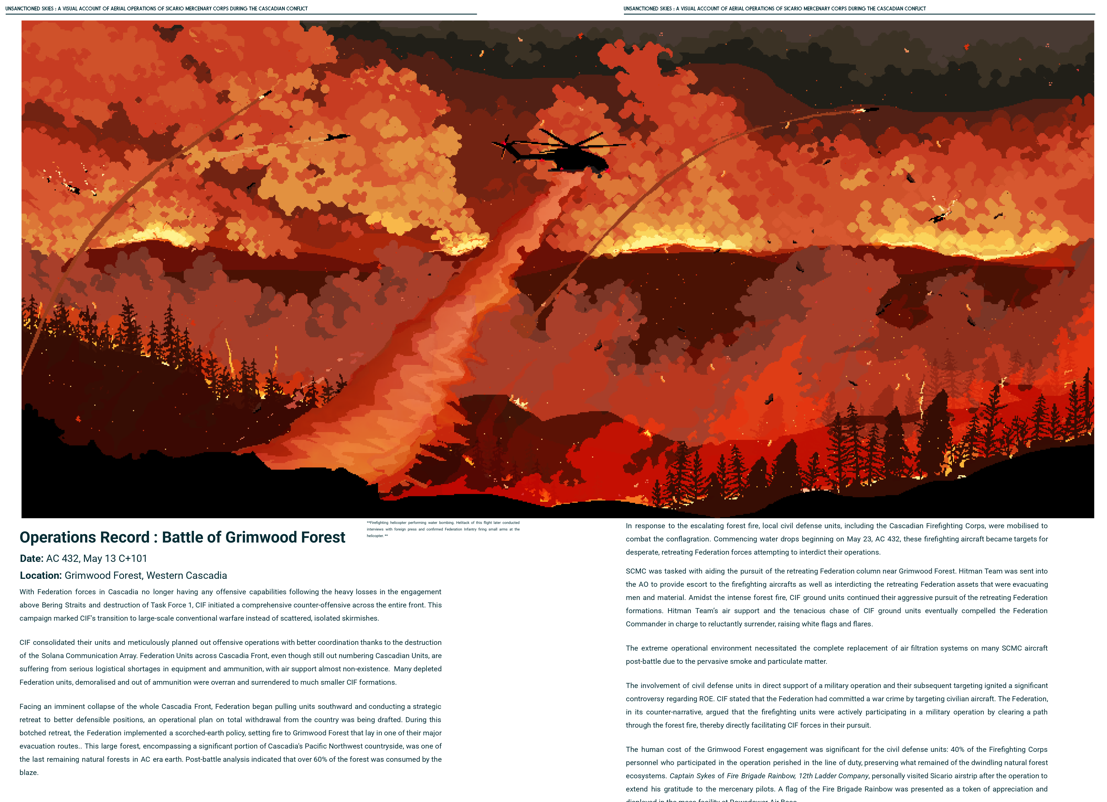 UNSANCTIONED SKIES : A VISUAL ACCOUNT OF AERIAL OPERATIONS OF SICARIO MERCENARY CORPS DURING THE CASCADIAN CONFLICT
UNSANCTIONED SKIES : A VISUAL ACCOUNT OF AERIAL OPERATIONS OF SICARIO MERCENARY CORPS DURING THE CASCADIAN CONFLICT
**Firefighting helicopter performing water bombing. Helitack of this flight later conducted
interviews with foreign press and confirmed Federation Infantry firing small arms at the
helicopter. **
Operations Record : Battle of Grimwood Forest
Date: AC 432, May 13 C+101
Location: Grimwood Forest, Western Cascadia
With Federation forces in Cascadia no longer having any offensive capabilities following the heavy losses in the engagement
above Bering Straits and destruction of Task Force 1, CIF initiated a comprehensive counter-offensive across the entire front. This
campaign marked CIF's transition to large-scale conventional warfare instead of scattered, isolated skirmishes.
CIF consolidated their units and meticulously planned out offensive operations with better coordination thanks to the destruction
of the Solana Communication Array. Federation Units across Cascadia Front, even though still out numbering Cascadian Units, are
suffering from serious logistical shortages in equipment and ammunition, with air support almost non-existence. Many depleted
Federation units, demoralised and out of ammunition were overran and surrendered to much smaller CIF formations.
Facing an imminent collapse of the whole Cascadia Front, Federation began pulling units southward and conducting a strategic
retreat to better defensible positions, an operational plan on total withdrawal from the country was being drafted. During this
botched retreat, the Federation implemented a scorched-earth policy, setting fire to Grimwood Forest that lay in one of their major
evacuation routes.. This large forest, encompassing a significant portion of Cascadia's Pacific Northwest countryside, was one of
the last remaining natural forests in AC era earth. Post-battle analysis indicated that over 60% of the forest was consumed by the
blaze.
In response to the escalating forest fire, local civil defense units, including the Cascadian Firefighting Corps, were mobilised to
combat the conflagration. Commencing water drops beginning on May 23, AC 432, these firefighting aircraft became targets for
desperate, retreating Federation forces attempting to interdict their operations.
SCMC was tasked with aiding the pursuit of the retreating Federation column near Grimwood Forest. Hitman Team was sent into
the AO to provide escort to the firefighting aircrafts as well as interdicting the retreating Federation assets that were evacuating
men and material. Amidst the intense forest fire, CIF ground units continued their aggressive pursuit of the retreating Federation
formations. Hitman Team's air support and the tenacious chase of CIF ground units eventually compelled the Federation
Commander in charge to reluctantly surrender, raising white flags and flares.
The extreme operational environment necessitated the complete replacement of air filtration systems on many SCMC aircraft
post-battle due to the pervasive smoke and particulate matter.
The involvement of civil defense units in direct support of a military operation and their subsequent targeting ignited a significant
controversy regarding ROE. CIF stated that the Federation had committed a war crime by targeting civilian aircraft. The Federation,
in its counter-narrative, argued that the firefighting units were actively participating in a military operation by clearing a path
through the forest fire, thereby directly facilitating CIF forces in their pursuit.
The human cost of the Grimwood Forest engagement was significant for the civil defense units: 40% of the Firefighting Corps
personnel who participated in the operation perished in the line of duty, preserving what remained of the dwindling natural forest
ecosystems. Captain Sykes of Fire Brigade Rainbow, 12th Ladder Company, personally visited Sicario airstrip after the operation to
extend his gratitude to the mercenary pilots. A flag of the Fire Brigade Rainbow was presented as a token of appreciation and
displayed in the mess facility at